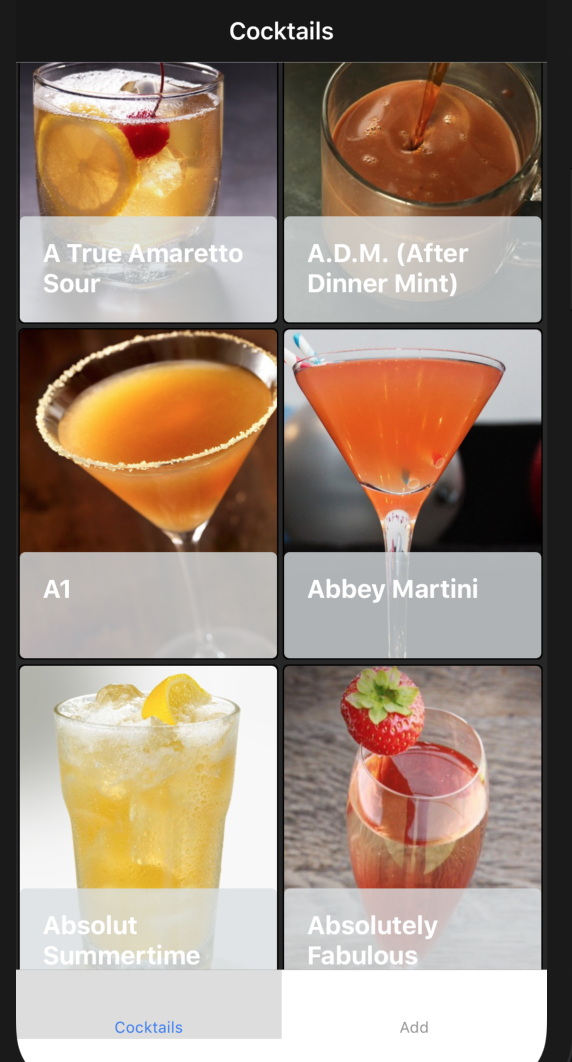 Cocktails
A True Amaretto
Sour
A.D.M. (After
Dinner Mint)
A1
Abbey Martini
Absolut
Summertime
Absolutely
Fabulous
Cocktails
Add